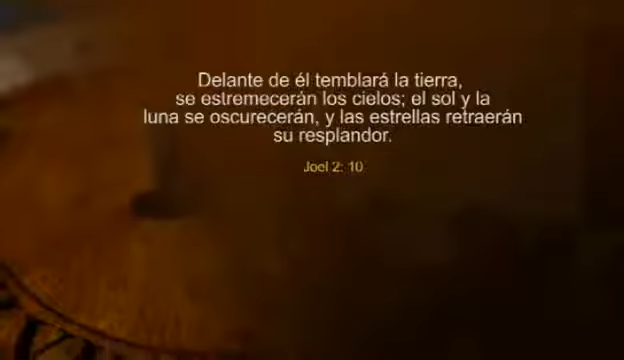 Delante de él temblará la tierra,
se estremecerán los cielos; el sol y la
luna se oscurecerán, y las estrellas retraerán
su resplandor.
Joel 2: 10